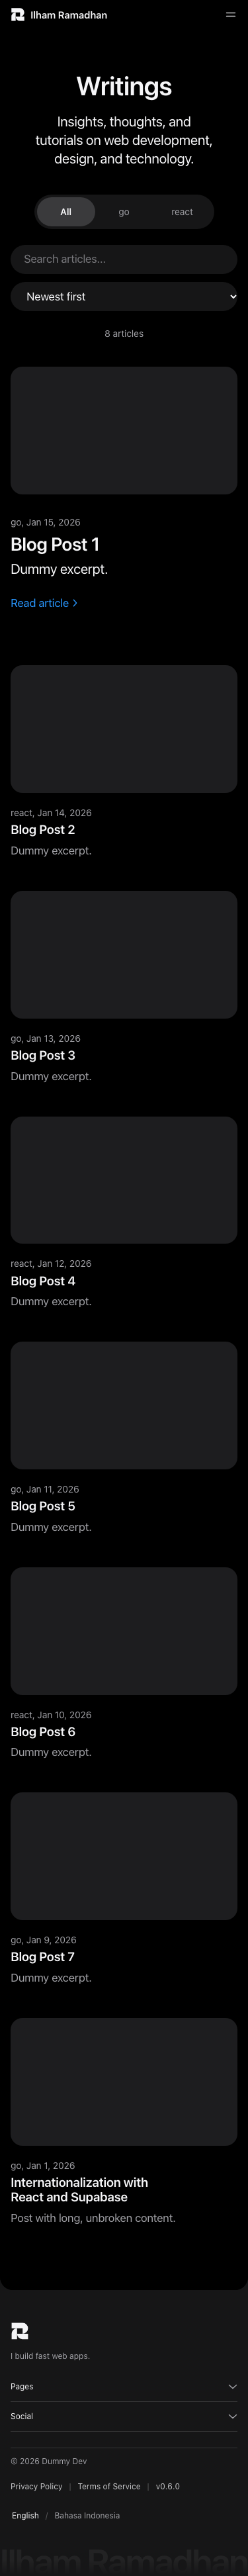 Ilham Ramadhan
Writings
Insights, thoughts, and
tutorials on web development,
design, and technology.
All
go
react
Search articles...
Newest first
8 articles
go, Jan 15, 2026
Blog Post 1
Dummy excerpt.
Read article
react, Jan 14, 2026
Blog Post 2
Dummy excerpt.
go, Jan 13, 2026
Blog Post 3
Dummy excerpt.
react, Jan 12, 2026
Blog Post 4
Dummy excerpt.
go, Jan 11, 2026
Blog Post 5
Dummy excerpt.
react, Jan 10, 2026
Blog Post 6
Dummy excerpt.
go, Jan 9, 2026
Blog Post 7
Dummy excerpt.
go, Jan 1, 2026
Internationalization with
React and Supabase
Post with long, unbroken content.
I build fast web apps.
Pages
Social
© 2026 Dummy Dev
Privacy Policy | Terms of Service | v0.6.0
English / Bahasa Indonesia
Ilham Ramadhan